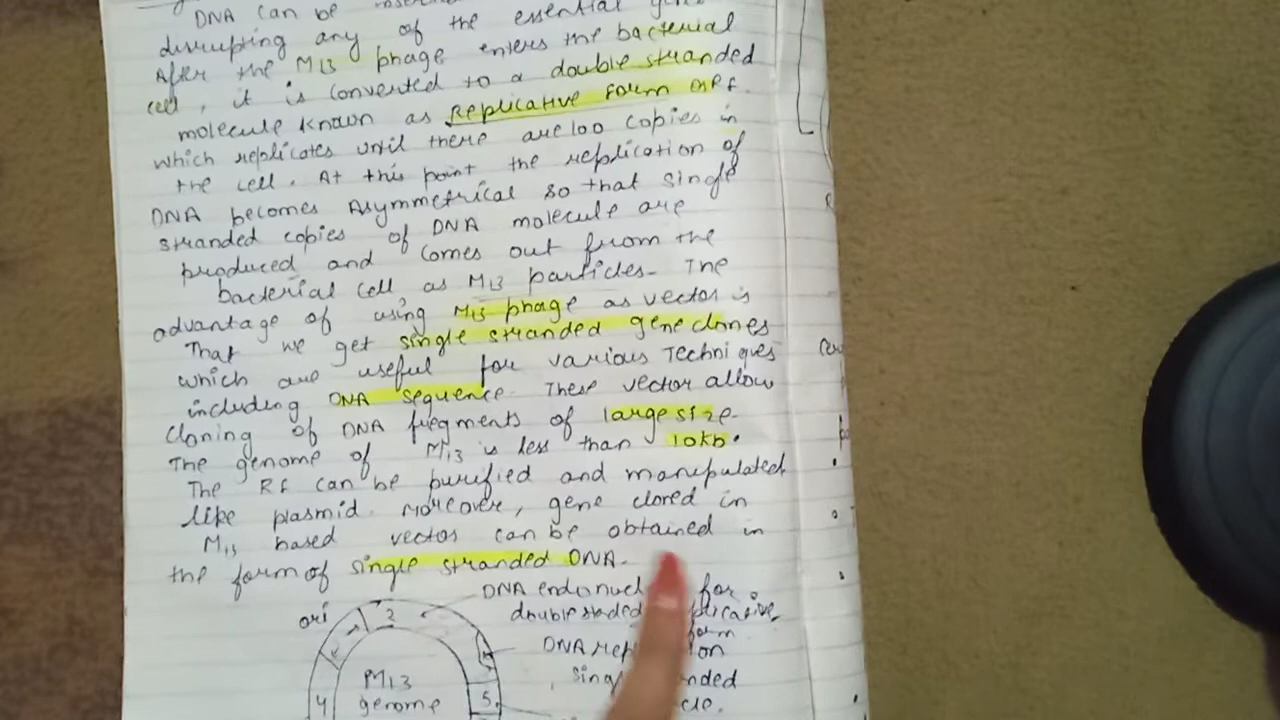 DNA can be
disrupting any of the essential
After the M13 phage enters the bacterial
cell, it is converted to a double stranded
molecule known as Replicative form or Rf.
which replicates until there are 100 copies in
the cell. At this point the replication of
DNA becomes Asymmetrical so that single
stranded copies of DNA molecule are
produced and comes out from the
bacterial cell as M13 particles. The
advantage of using M13 phage as vector is
That we get single stranded gene clones
which are useful for various Techniques
including DNA sequence. These vector allow
cloning of DNA fregments of large size.
The genome of M13 is less than 10kb.
The Rf can be purified and manipulated
like plasmid. Moreover, gene cloned in
M13 based vector can be obtained in
the form of single stranded DNA.
DNA endonuc for
ori 2 double stranded
form
DNA
M13
4 genome 5